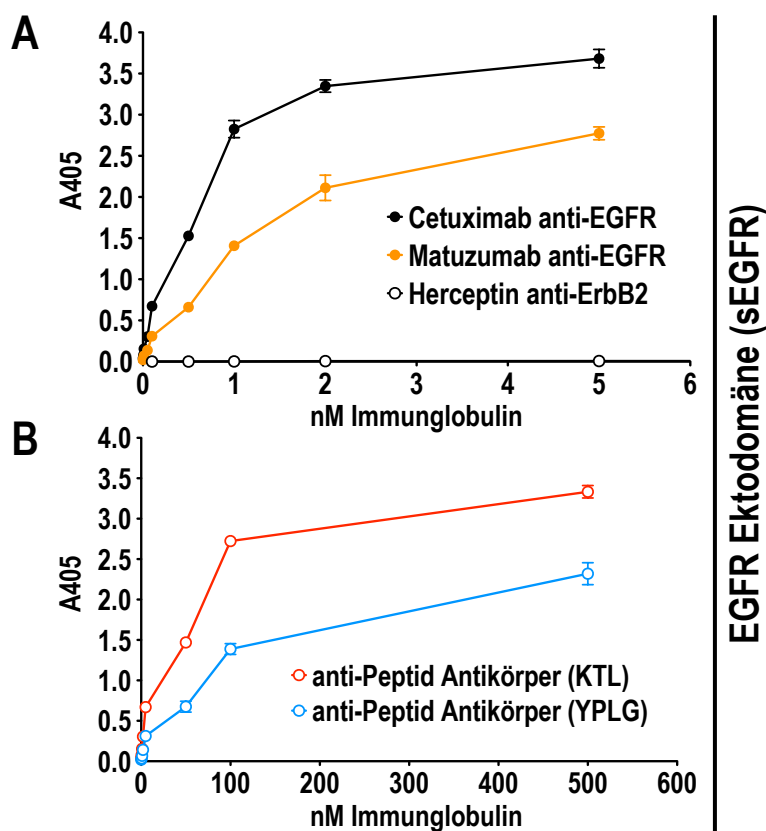 A
4.0
3.5
3.0
2.5
2.0
1.5
1.0
0.5
0.0
A405
Cetuximab anti-EGFR
Matuzumab anti-EGFR
Herceptin anti-ErbB2
0 1 2 3 4 5 6
nM Immunglobulin
B
4.0
3.5
3.0
2.5
2.0
1.5
1.0
0.5
0.0
A405
anti-Peptid Antikörper (KTL)
anti-Peptid Antikörper (YPLG)
0 100 200 300 400 500 600
nM Immunglobulin
EGFR Ektodomäne (sEGFR)